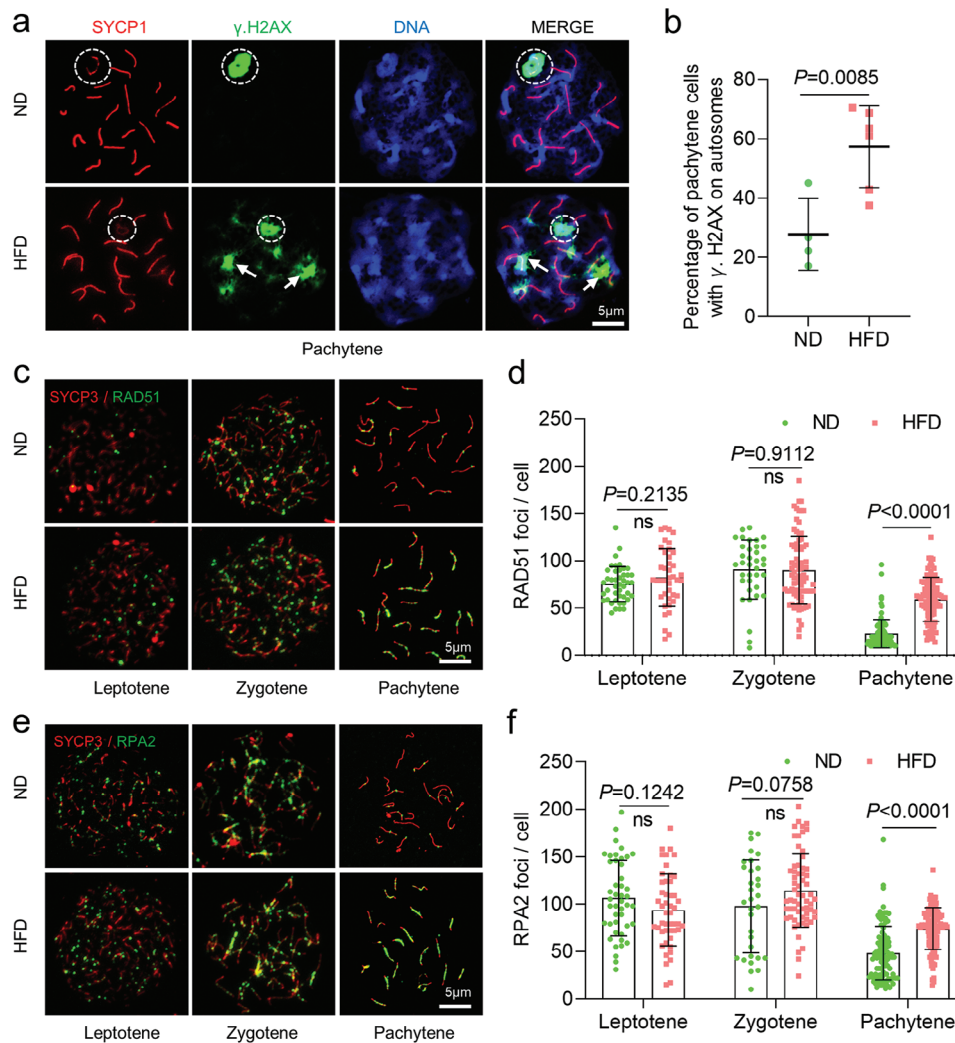 a
SYCP1 γ.H2AX DNA MERGE
ND
HFD
5μm
Pachytene
b
P=0.0085
Percentage of pachytene cells
with γ. H2AX on autosomes
80
60
40
20
0
ND HFD
c
SYCP3 / RAD51
ND
HFD
5μm
Leptotene Zygotene Pachytene
d
ND HFD
RAD51 foci / cell
250
200
150
100
50
0
P=0.2135
ns
P=0.9112
ns
P<0.0001
Leptotene Zygotene Pachytene
e
SYCP3 / RPA2
ND
HFD
5μm
Leptotene Zygotene Pachytene
f
ND HFD
RPA2 foci / cell
250
200
150
100
50
0
P=0.1242
ns
P=0.0758
ns
P<0.0001
Leptotene Zygotene Pachytene